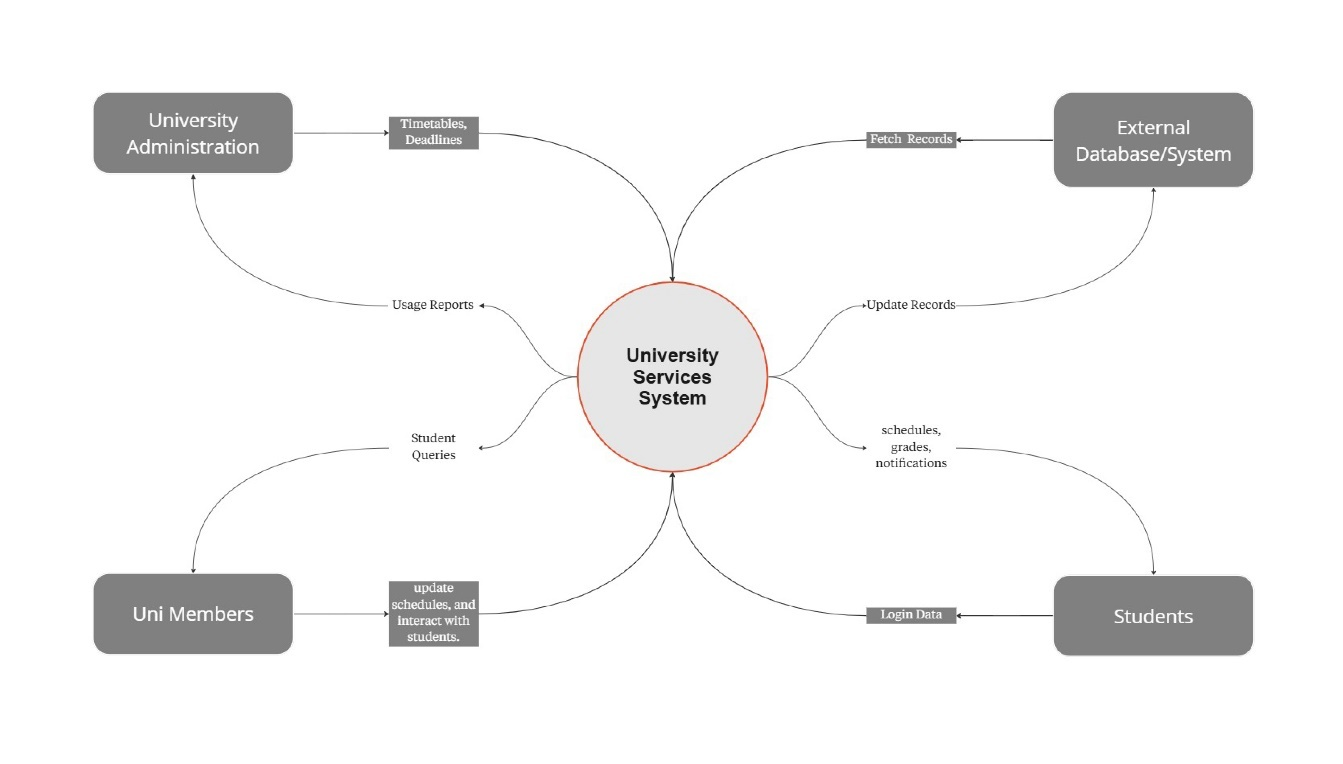 University
Administration
Timetables,
Deadlines
Fetch Records
External
Database/System
Usage Reports
Update Records
University
Services
System
Student
Queries
schedules,
grades,
notifications
Uni Members
update
schedules, and
interact with
students.
Login Data
Students